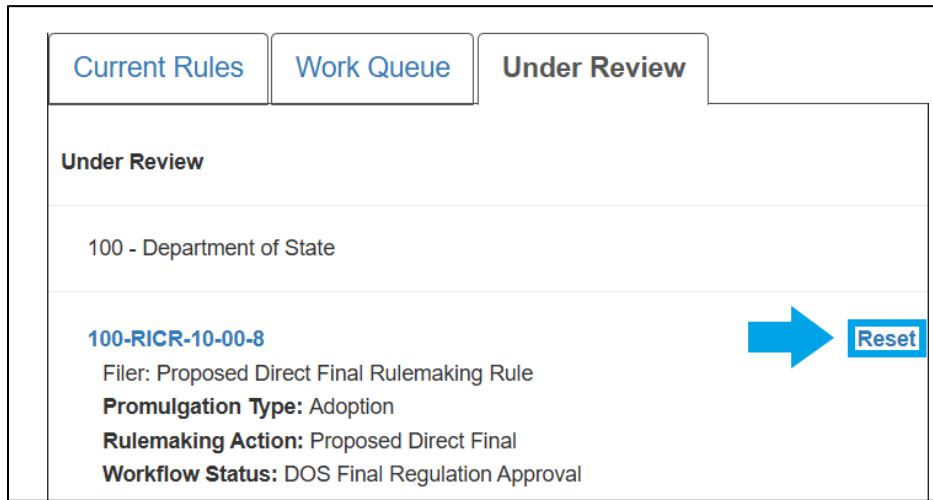 Current Rules
Work Queue
Under Review
Under Review
100 - Department of State
100-RICR-10-00-8
Reset
Filer: Proposed Direct Final Rulemaking Rule
Promulgation Type: Adoption
Rulemaking Action: Proposed Direct Final
Workflow Status: DOS Final Regulation Approval